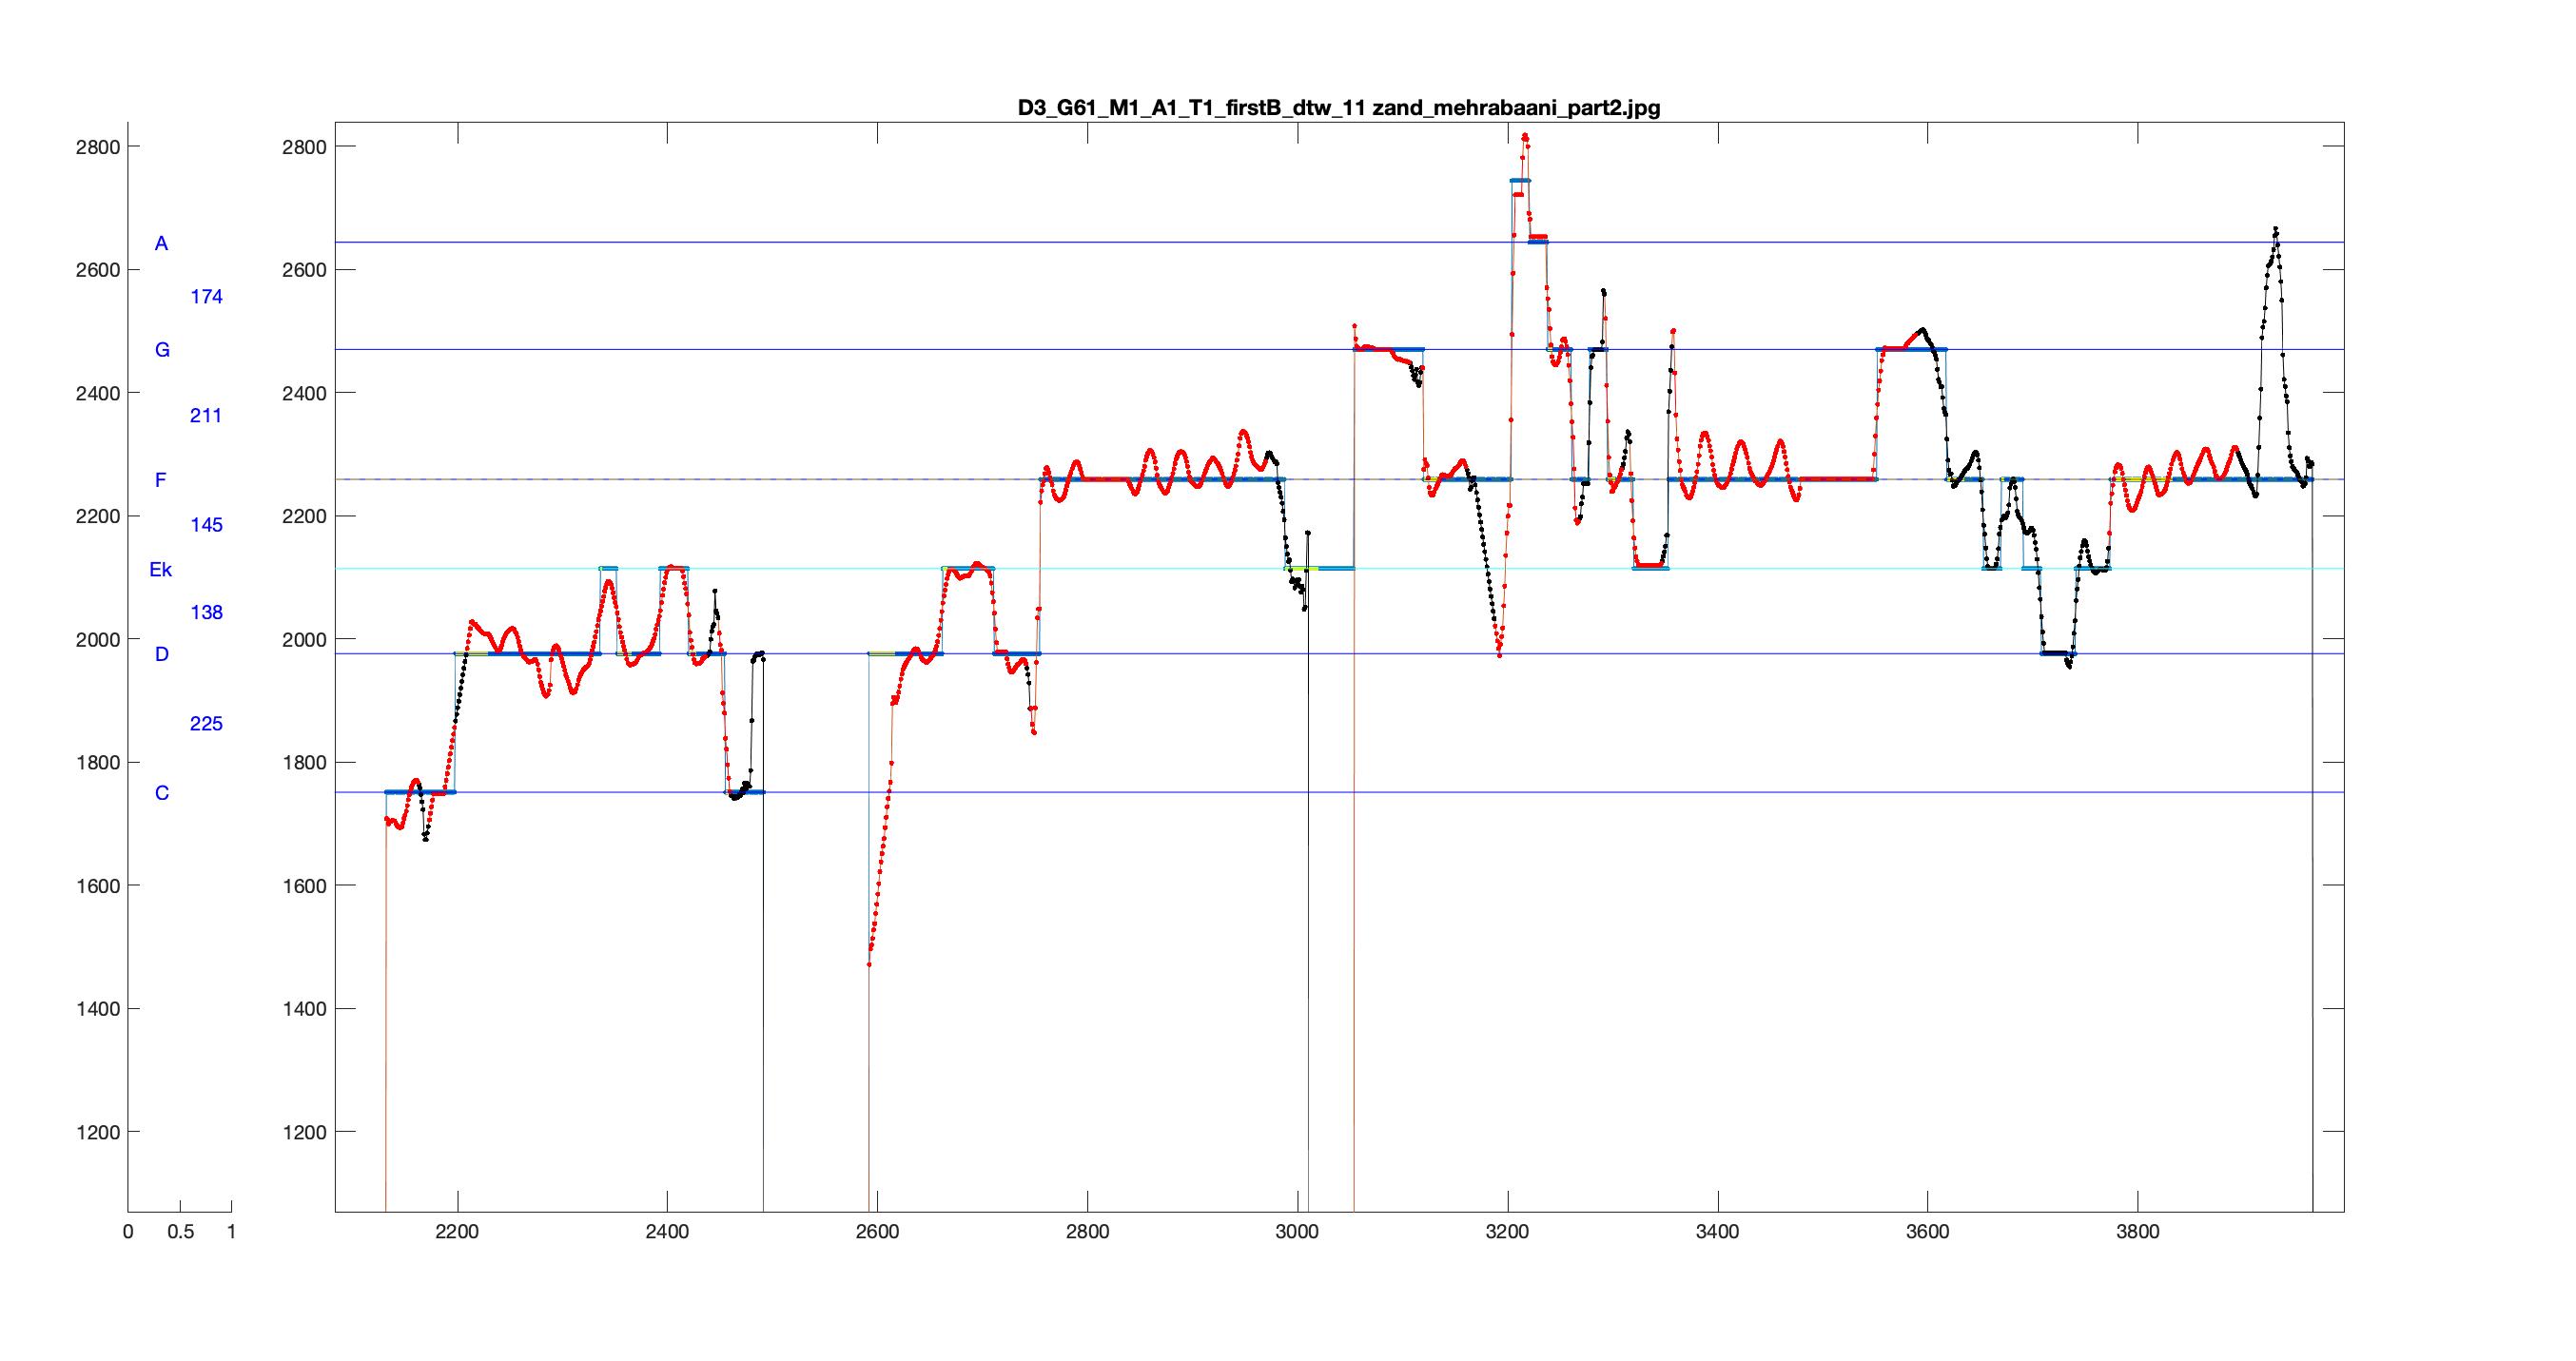 D3_G61_M1_A1_T1_firstB_dtw_11 zand_mehrabaani_part2.jpg
2800 2800
A
2600 2600
174
G
2400 2400
211
F
2200 2200
145
Ek
138
2000 2000
D
225
1800 1800
C
1600 1600
1400 1400
1200 1200
0 0.5 1 2200 2400 2600 2800 3000 3200 3400 3600 3800